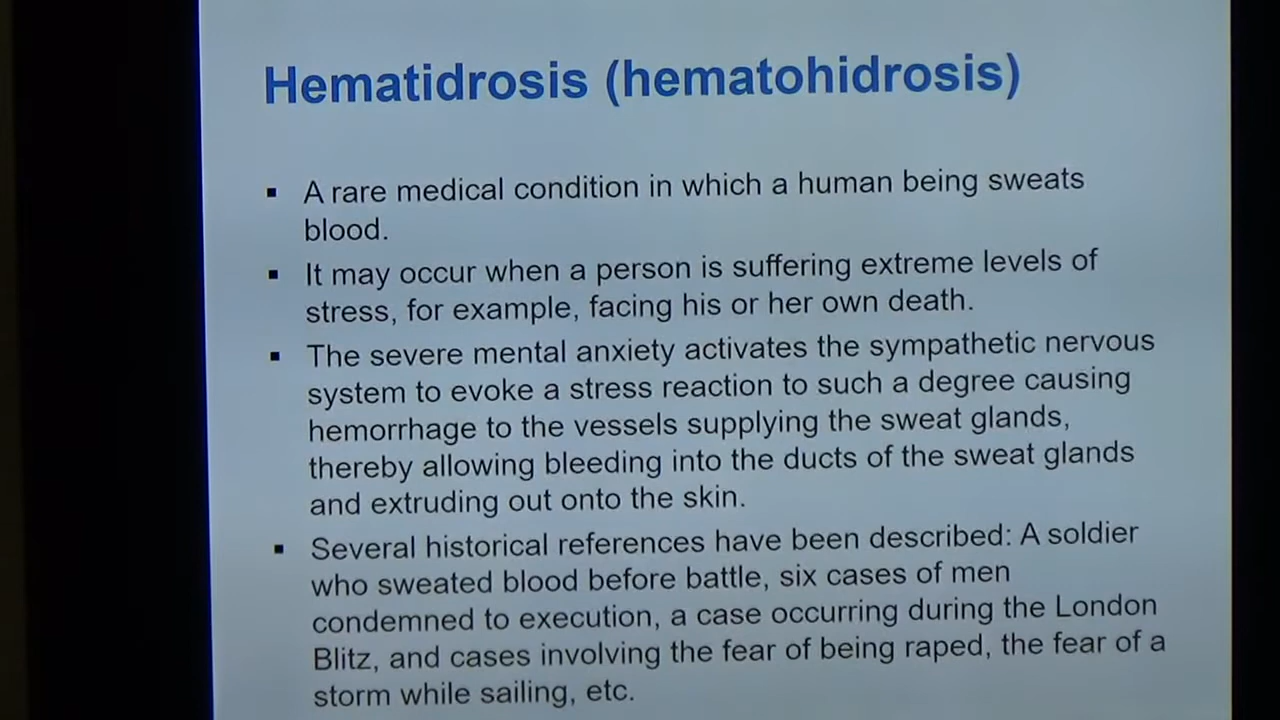 Hematidrosis (hematohidrosis)
▪ A rare medical condition in which a human being sweats
blood.
▪ It may occur when a person is suffering extreme levels of
stress, for example, facing his or her own death.
▪ The severe mental anxiety activates the sympathetic nervous
system to evoke a stress reaction to such a degree causing
hemorrhage to the vessels supplying the sweat glands,
thereby allowing bleeding into the ducts of the sweat glands
and extruding out onto the skin.
▪ Several historical references have been described: A soldier
who sweated blood before battle, six cases of men
condemned to execution, a case occurring during the London
Blitz, and cases involving the fear of being raped, the fear of a
storm while sailing, etc.